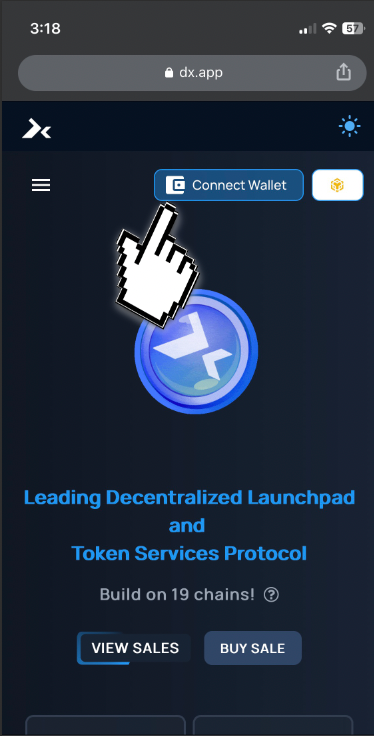 3:18
57
dx.app
Connect Wallet
Leading Decentralized Launchpad
and
Token Services Protocol
Build on 19 chains! ?
VIEW SALES
BUY SALE